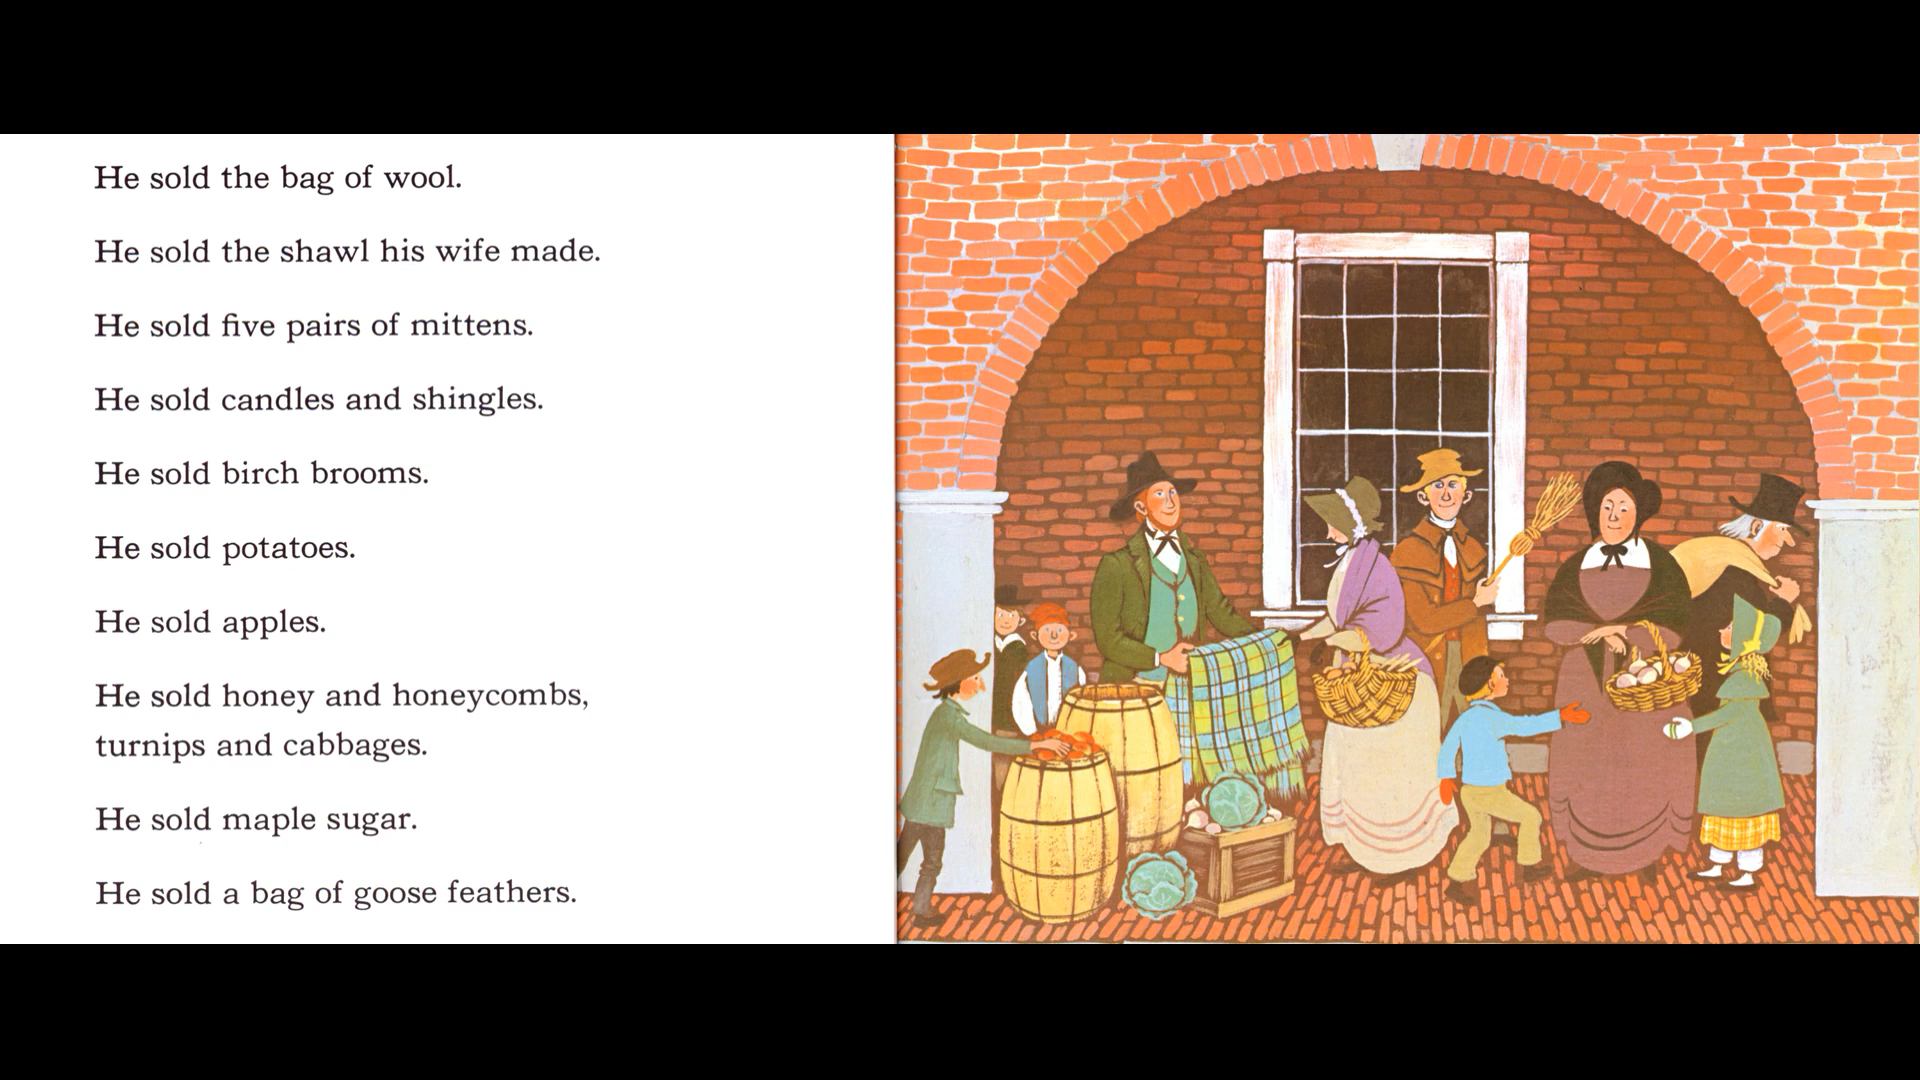 He sold the bag of wool.
He sold the shawl his wife made.
He sold five pairs of mittens.
He sold candles and shingles.
He sold birch brooms.
He sold potatoes.
He sold apples.
He sold honey and honeycombs,
turnips and cabbages.
He sold maple sugar.
He sold a bag of goose feathers.